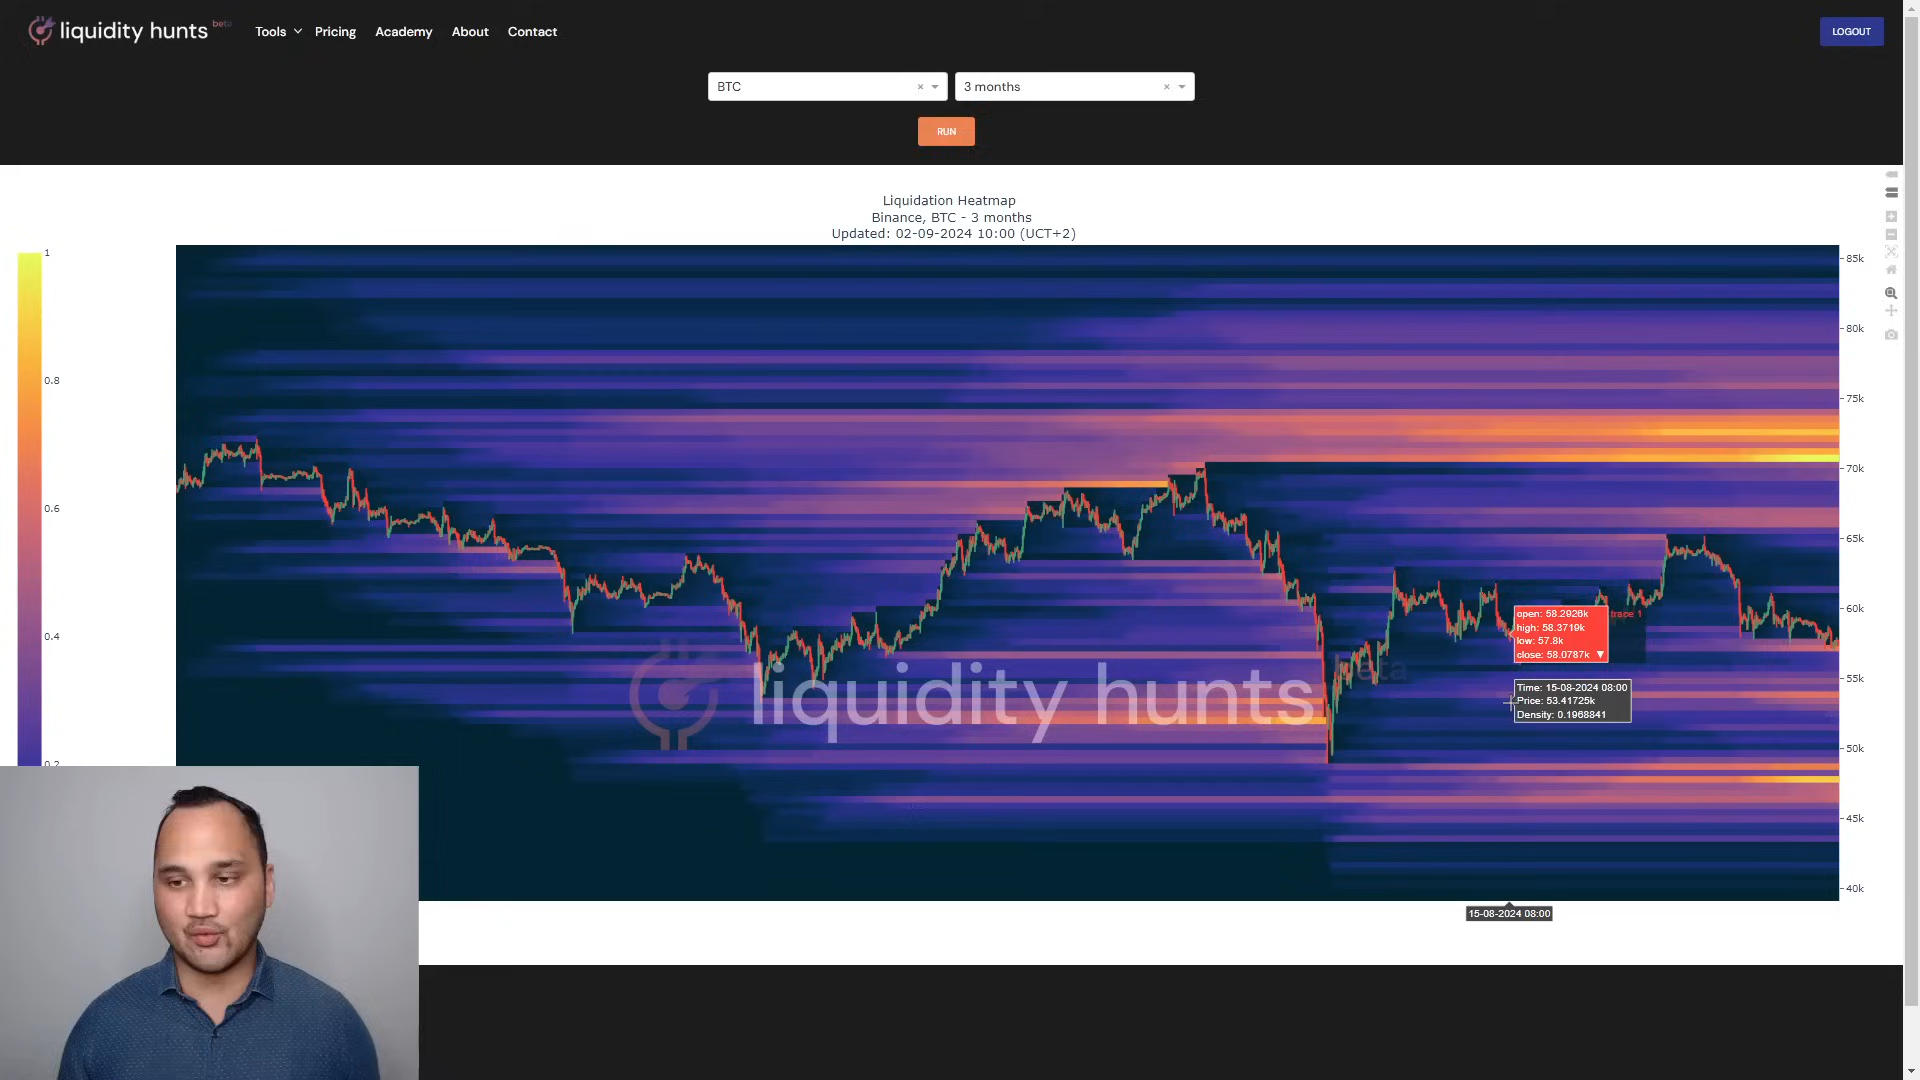 liquidity hunts beta
Tools Pricing Academy About Contact
LOGOUT
BTC × 3 months ×
RUN
Liquidation Heatmap
Binance, BTC - 3 months
Updated: 02-09-2024 10:00 (UCT+2)
1
0.8
0.6
0.4
0.2
85k
80k
75k
70k
65k
60k
55k
50k
45k
40k
open: 58.2926k
high: 58.3719k
low: 57.8k
close: 58.0787k ▼
trace 1
liquidity hunts beta
Time: 15-08-2024 08:00
Price: 53.41725k
Density: 0.1968841
15-08-2024 08:00